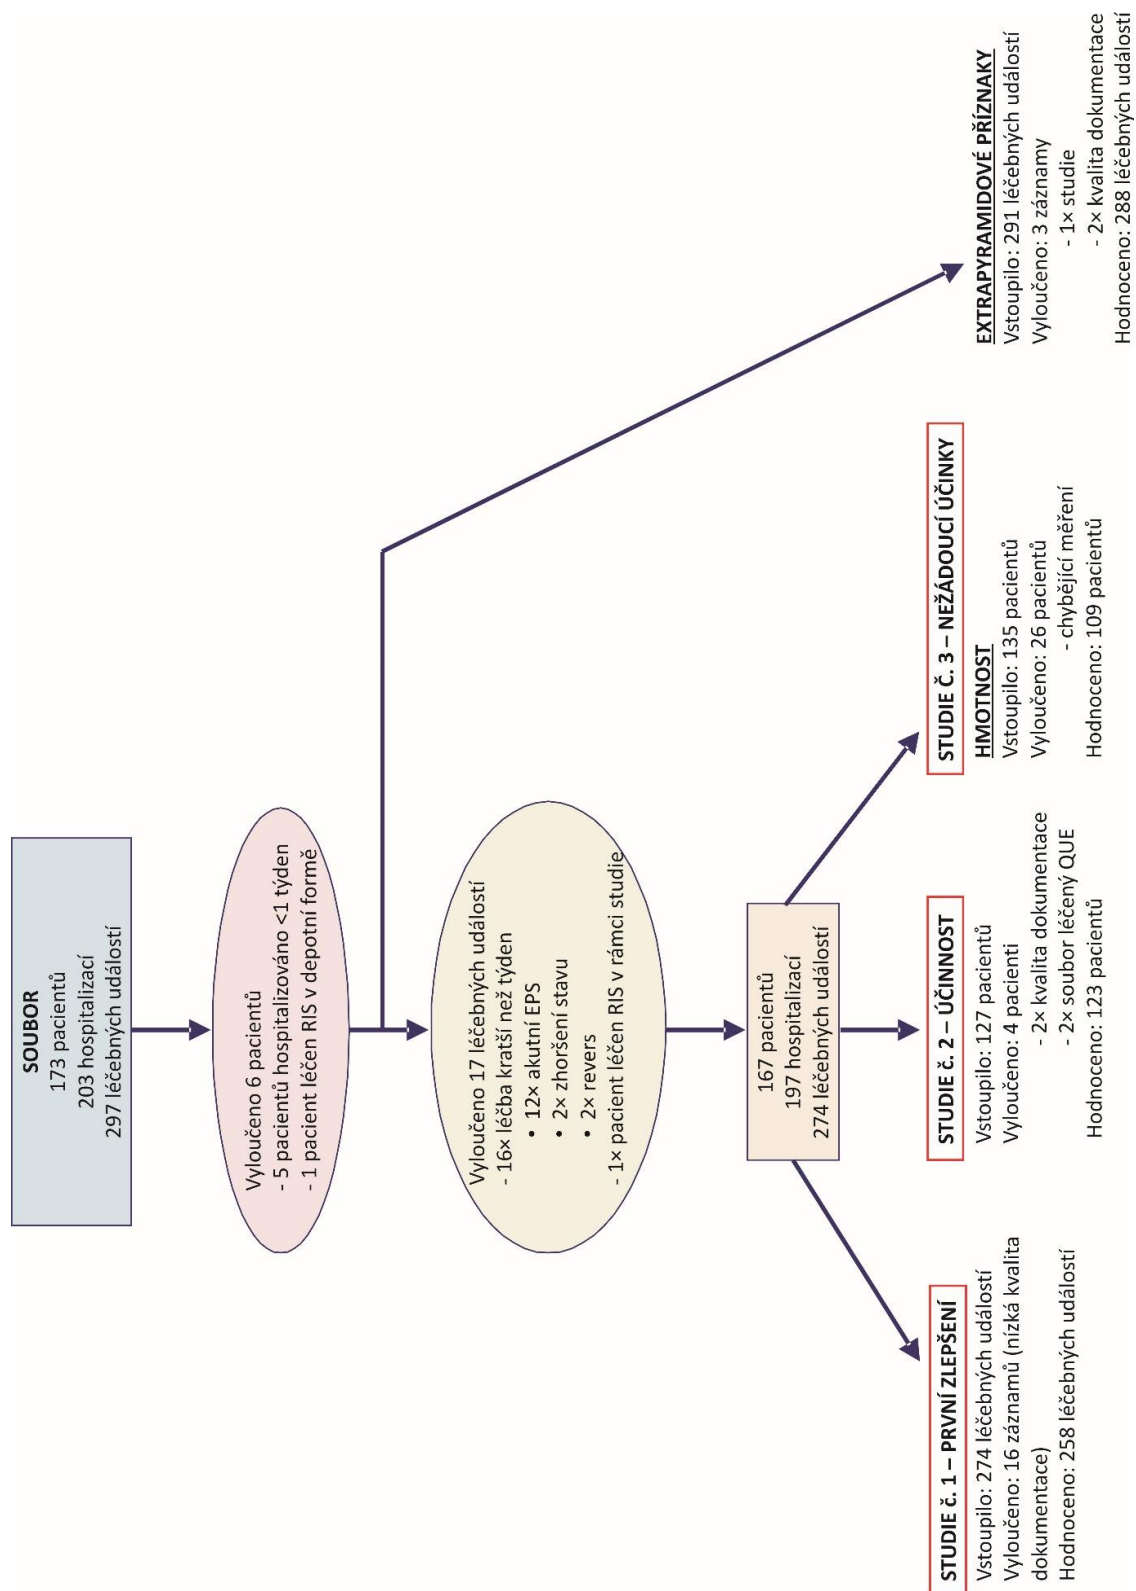 SOUBOR
173 pacientů
203 hospitalizací
297 léčebných událostí
Vyloučeno 6 pacientů
- 5 pacientů hospitalizováno <1 týden
- 1 pacient léčen RIS v depotní formě
Vyloučeno 17 léčebných událostí
- 16× léčba kratší než týden
• 12× akutní EPS
• 2× zhoršení stavu
• 2× revers
- 1× pacient léčen RIS v rámci studie
167 pacientů
197 hospitalizací
274 léčebných událostí
STUDIE č. 1 – PRVNÍ ZLEPŠENÍ
Vstoupilo: 274 léčebných událostí
Vyloučeno: 16 záznamů (nízká kvalita
dokumentace)
Hodnoceno: 258 léčebných událostí
STUDIE č. 2 – ÚČINNOST
Vstoupilo: 127 pacientů
Vyloučeno: 4 pacienti
- 2× kvalita dokumentace
- 2× soubor léčený QUE
Hodnoceno: 123 pacientů
STUDIE Č. 3 – NEŽÁDOUCÍ ÚČINKY
HMOTNOST
Vstoupilo: 135 pacientů
Vyloučeno: 26 pacientů
- chybějící měření
Hodnoceno: 109 pacientů
EXTRAPYRAMIDOVÉ PŘÍZNAKY
Vstoupilo: 291 léčebných událostí
Vyloučeno: 3 záznamy
- 1× studie
- 2× kvalita dokumentace
Hodnoceno: 288 léčebných událostí